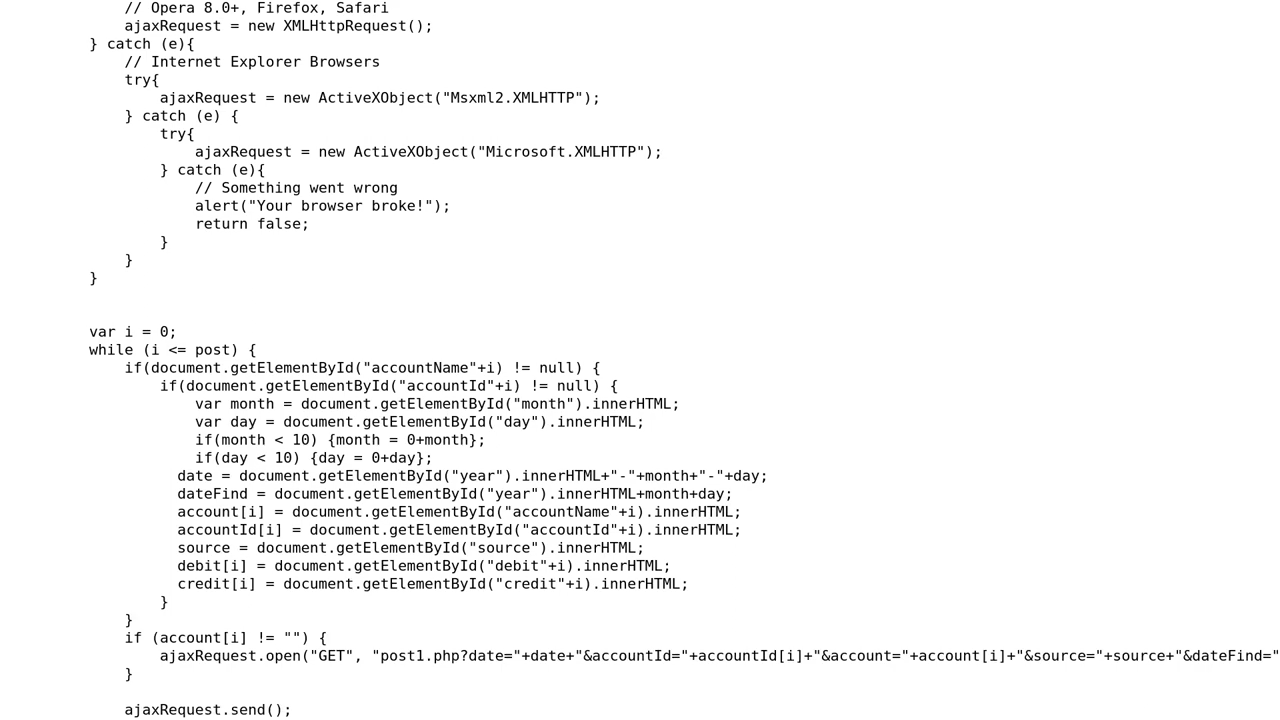 // Opera 8.0+, Firefox, Safari
ajaxRequest = new XMLHttpRequest();
} catch (e){
// Internet Explorer Browsers
try{
ajaxRequest = new ActiveXObject("Msxml2.XMLHTTP");
} catch (e) {
try{
ajaxRequest = new ActiveXObject("Microsoft.XMLHTTP");
} catch (e){
// Something went wrong
alert("Your browser broke!");
return false;
}
}
}
var i = 0;
while (i <= post) {
if(document.getElementById("accountName"+i) != null) {
if(document.getElementById("accountId"+i) != null) {
var month = document.getElementById("month").innerHTML;
var day = document.getElementById("day").innerHTML;
if(month < 10) {month = 0+month};
if(day < 10) {day = 0+day};
date = document.getElementById("year").innerHTML+"-"+month+"-"+day;
dateFind = document.getElementById("year").innerHTML+month+day;
account[i] = document.getElementById("accountName"+i).innerHTML;
accountId[i] = document.getElementById("accountId"+i).innerHTML;
source = document.getElementById("source").innerHTML;
debit[i] = document.getElementById("debit"+i).innerHTML;
credit[i] = document.getElementById("credit"+i).innerHTML;
}
}
if (account[i] != "") {
ajaxRequest.open("GET", "post1.php?date="+date+"&accountId="+accountId[i]+"&account="+account[i]+"&source="+source+"&dateFind="
}
ajaxRequest.send();